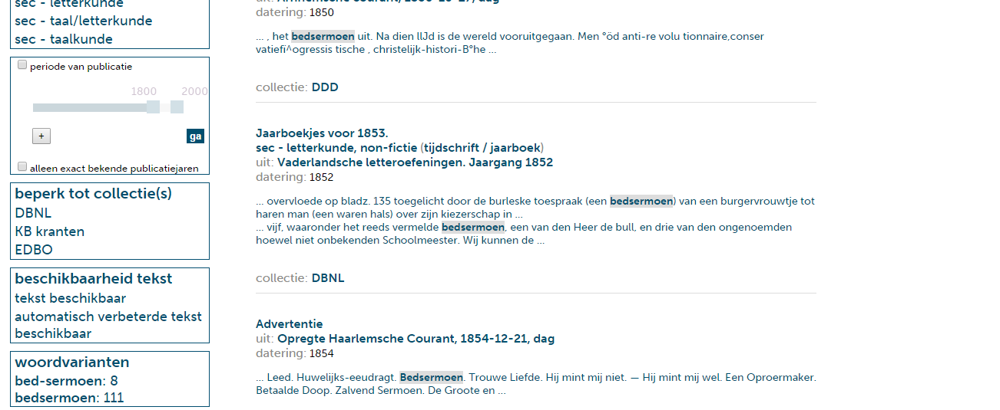 sec - letterkunde
sec - taal/letterkunde
sec - taalkunde
periode van publicatie
1800 2000
+
ga
alleen exact bekende publicatiejaren
beperk tot collectie(s)
DBNL
KB kranten
EDBO
beschikbaarheid tekst
tekst beschikbaar
automatisch verbeterde tekst
beschikbaar
woordvarianten
bed-sermoen: 8
bedsermoen: 111
uit: Arnhemsche courant, 1850-10-27, dag
datering: 1850
... , het bedsermoen uit. Na dien llJd is de wereld vooruitgegaan. Men °öd anti-re volu tionnaire,conser
vatiefi^ogressis tische , christelijk-histori-B°he ...
collectie: DDD
Jaarboekjes voor 1853.
sec - letterkunde, non-fictie (tijdschrift / jaarboek)
uit: Vaderlandsche letteroefeningen. Jaargang 1852
datering: 1852
... overvloede op bladz. 135 toegelicht door de burleske toespraak (een bedsermoen) van een burgervrouwtje tot
haren man (een waren hals) over zijn kiezerschap in ...
... vijf, waaronder het reeds vermelde bedsermoen, een van den Heer de bull, en drie van den ongenoemden
hoewel niet onbekenden Schoolmeester. Wij kunnen de ...
collectie: DBNL
Advertentie
uit: Opregte Haarlemsche Courant, 1854-12-21, dag
datering: 1854
... Leed. Huwelijks-eeudragt. Bedsermoen. Trouwe Liefde. Hij mint mij niet. — Hij mint mij wel. Een Oproermaker.
Betaalde Doop. Zalvend Sermoen. De Groote en ...